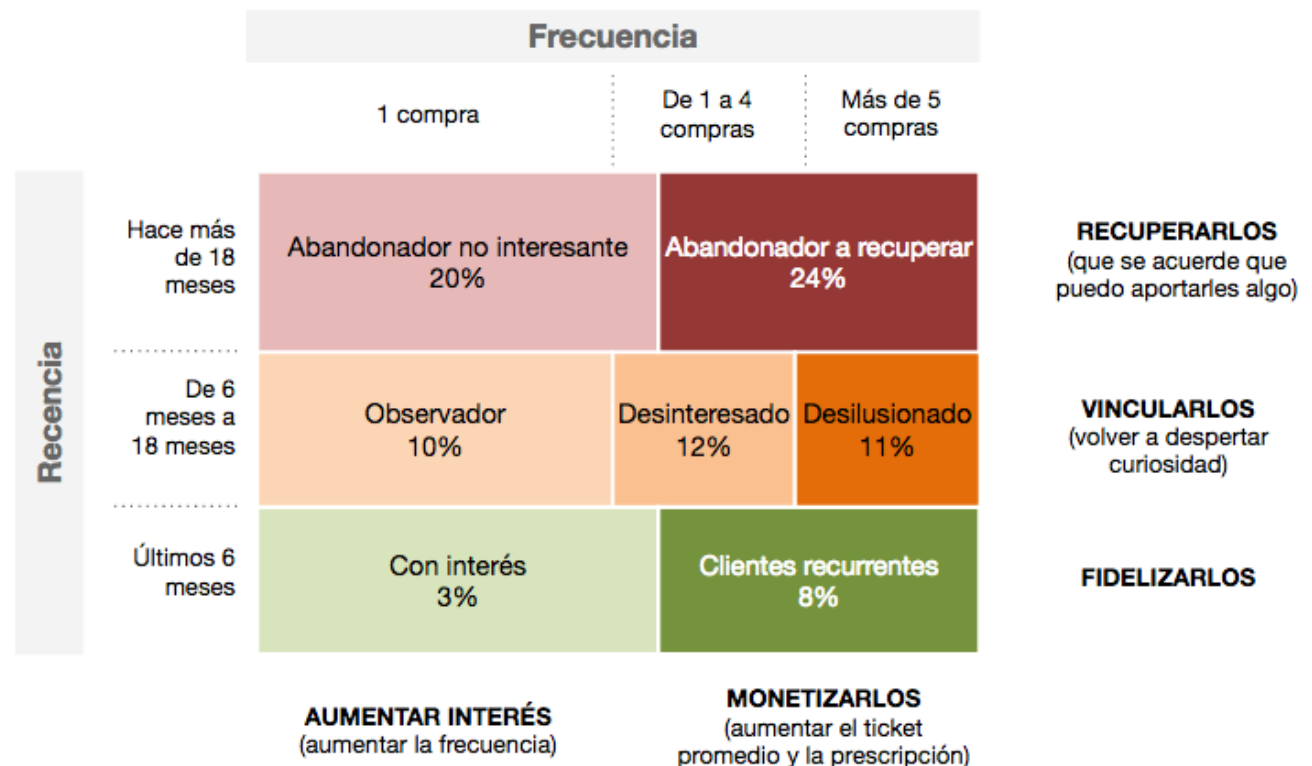 Frecuencia
1 compra
De 1 a 4
compras
Más de 5
compras
Recencia
Hace más
de 18
meses
Abandonador no interesante
20%
Abandonador a recuperar
24%
RECUPERARLOS
(que se acuerde que
puedo aportarles algo)
De 6
meses a
18 meses
Observador
10%
Desinteresado
12%
Desilusionado
11%
VINCULARLOS
(volver a despertar
curiosidad)
Últimos 6
meses
Con interés
3%
Clientes recurrentes
8%
FIDELIZARLOS
AUMENTAR INTERÉS
(aumentar la frecuencia)
MONETIZARLOS
(aumentar el ticket
promedio y la prescripción)